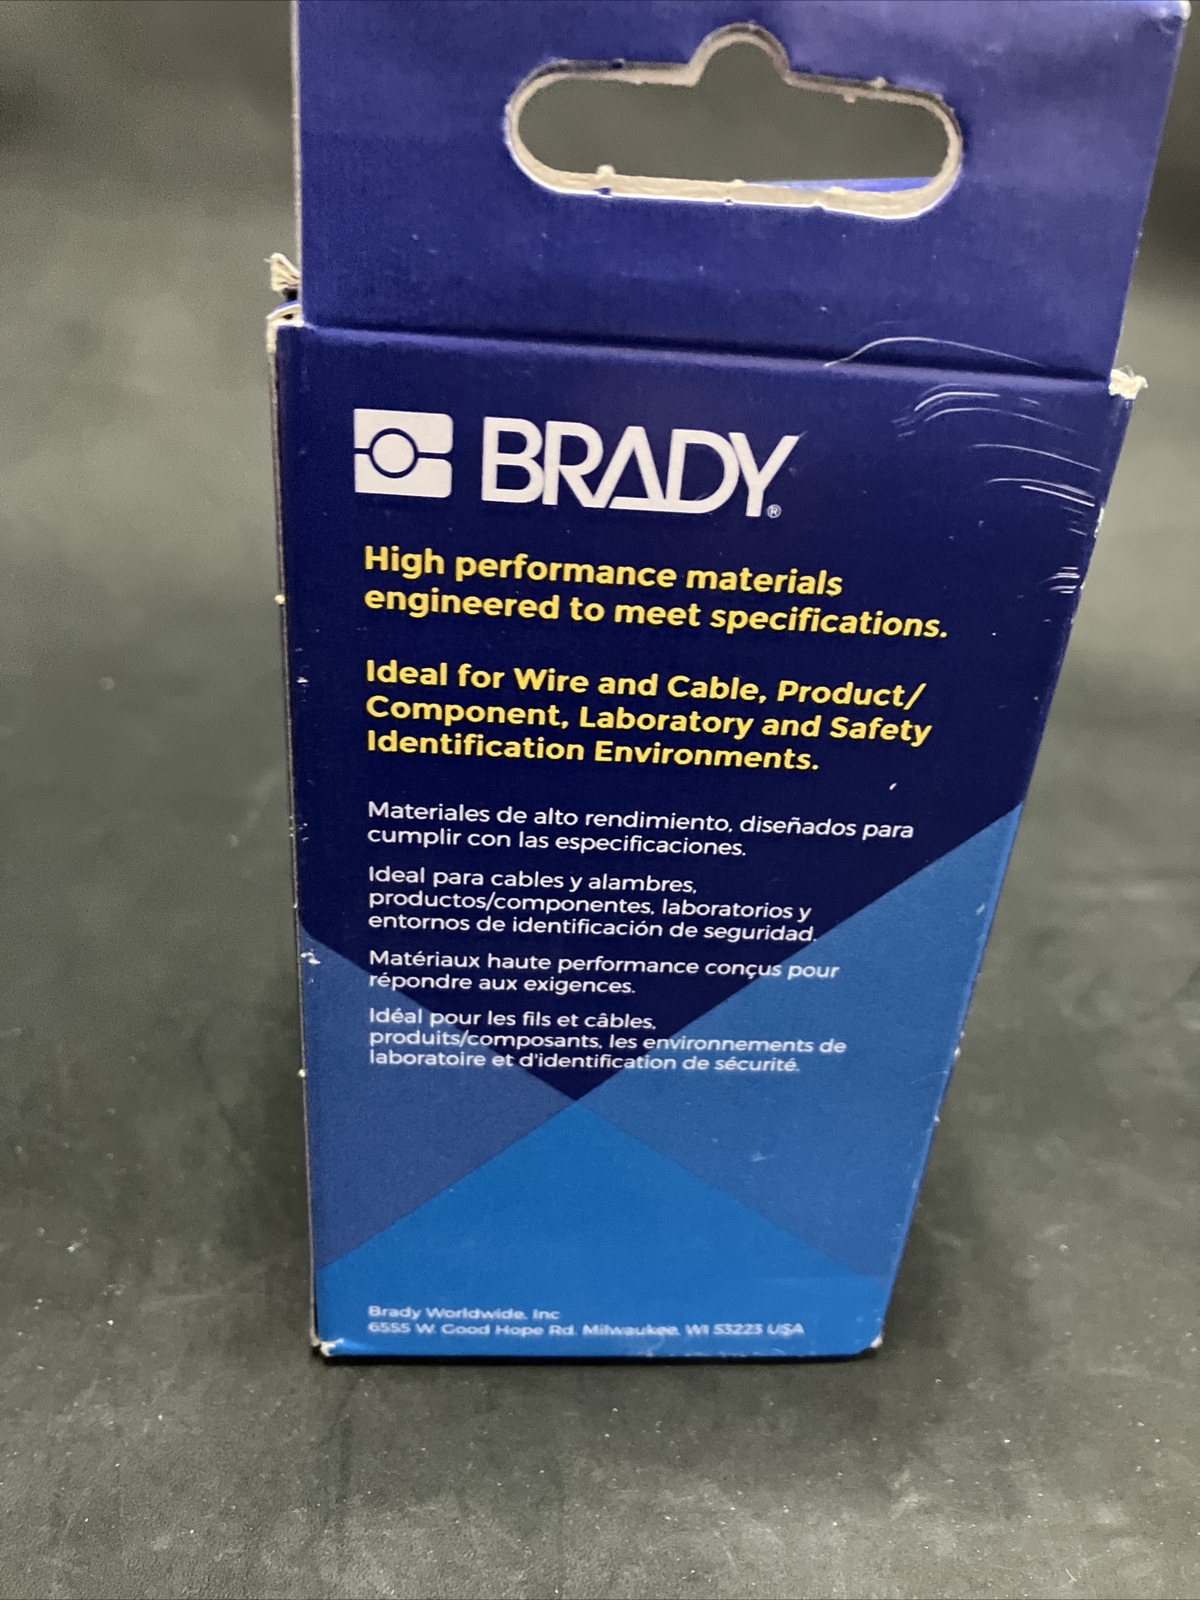 BRADY®
High performance materials
engineered to meet specifications.
Ideal for Wire and Cable, Product/
Component, Laboratory and Safety
Identification Environments.
Materiales de alto rendimiento, diseñados para
cumplir con las especificaciones.
Ideal para cables y alambres,
productos/componentes, laboratorios y
entornos de identificación de seguridad.
Matériaux haute performance conçus pour
répondre aux exigences.
Idéal pour les fils et câbles,
produits/composants, les environnements de
laboratoire et d'identification de sécurité.
Brady Worldwide, Inc
6555 W. Good Hope Rd. Milwaukee, WI 53223 USA